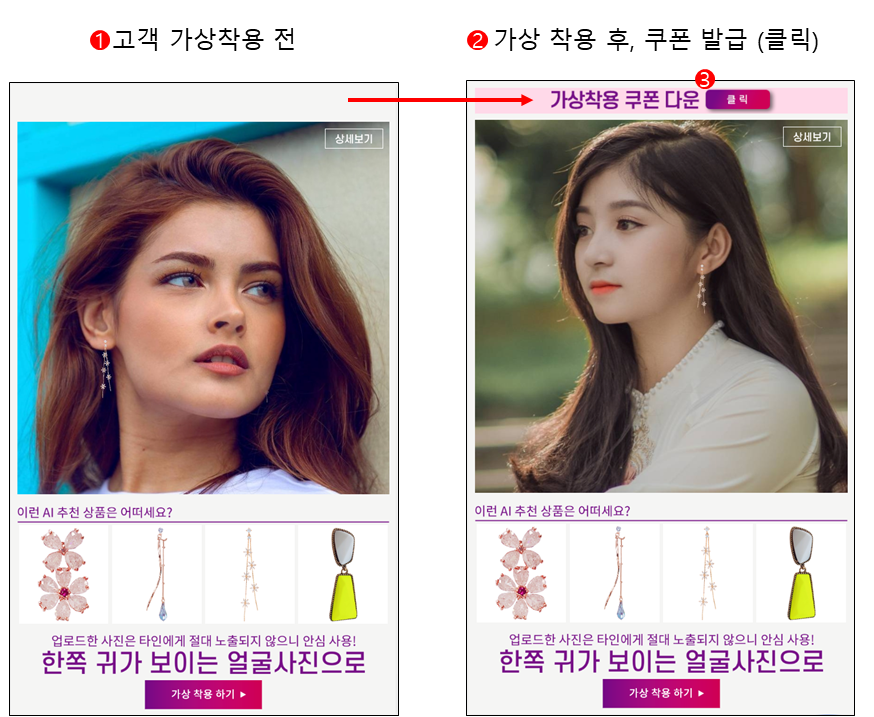 1 고객 가상착용 전
상세보기
이런 AI 추천 상품은 어떠세요?
업로드한 사진은 타인에게 절대 노출되지 않으니 안심 사용!
한쪽 귀가 보이는 얼굴사진으로
가상 착용 하기 ▶
2 가상 착용 후, 쿠폰 발급 (클릭)
3
가상착용 쿠폰 다운 클릭
상세보기
이런 AI 추천 상품은 어떠세요?
업로드한 사진은 타인에게 절대 노출되지 않으니 안심 사용!
한쪽 귀가 보이는 얼굴사진으로
가상 착용 하기 ▶